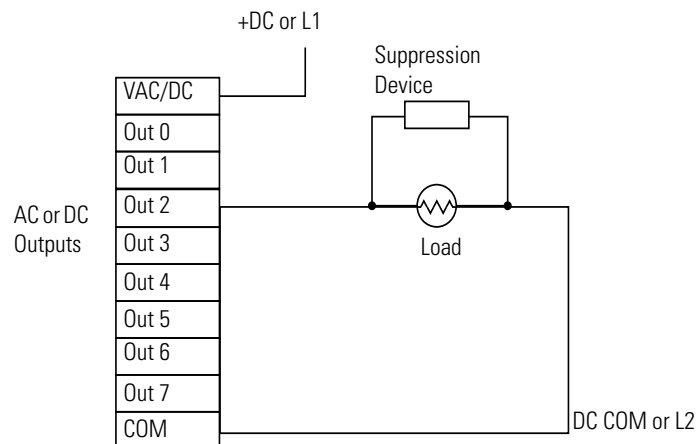 +DC or L1
Suppression
Device
VAC/DC
Out 0
Out 1
AC or DC
Outputs
Out 2
Out 3
Load
Out 4
Out 5
Out 6
Out 7
COM
DC COM or L2